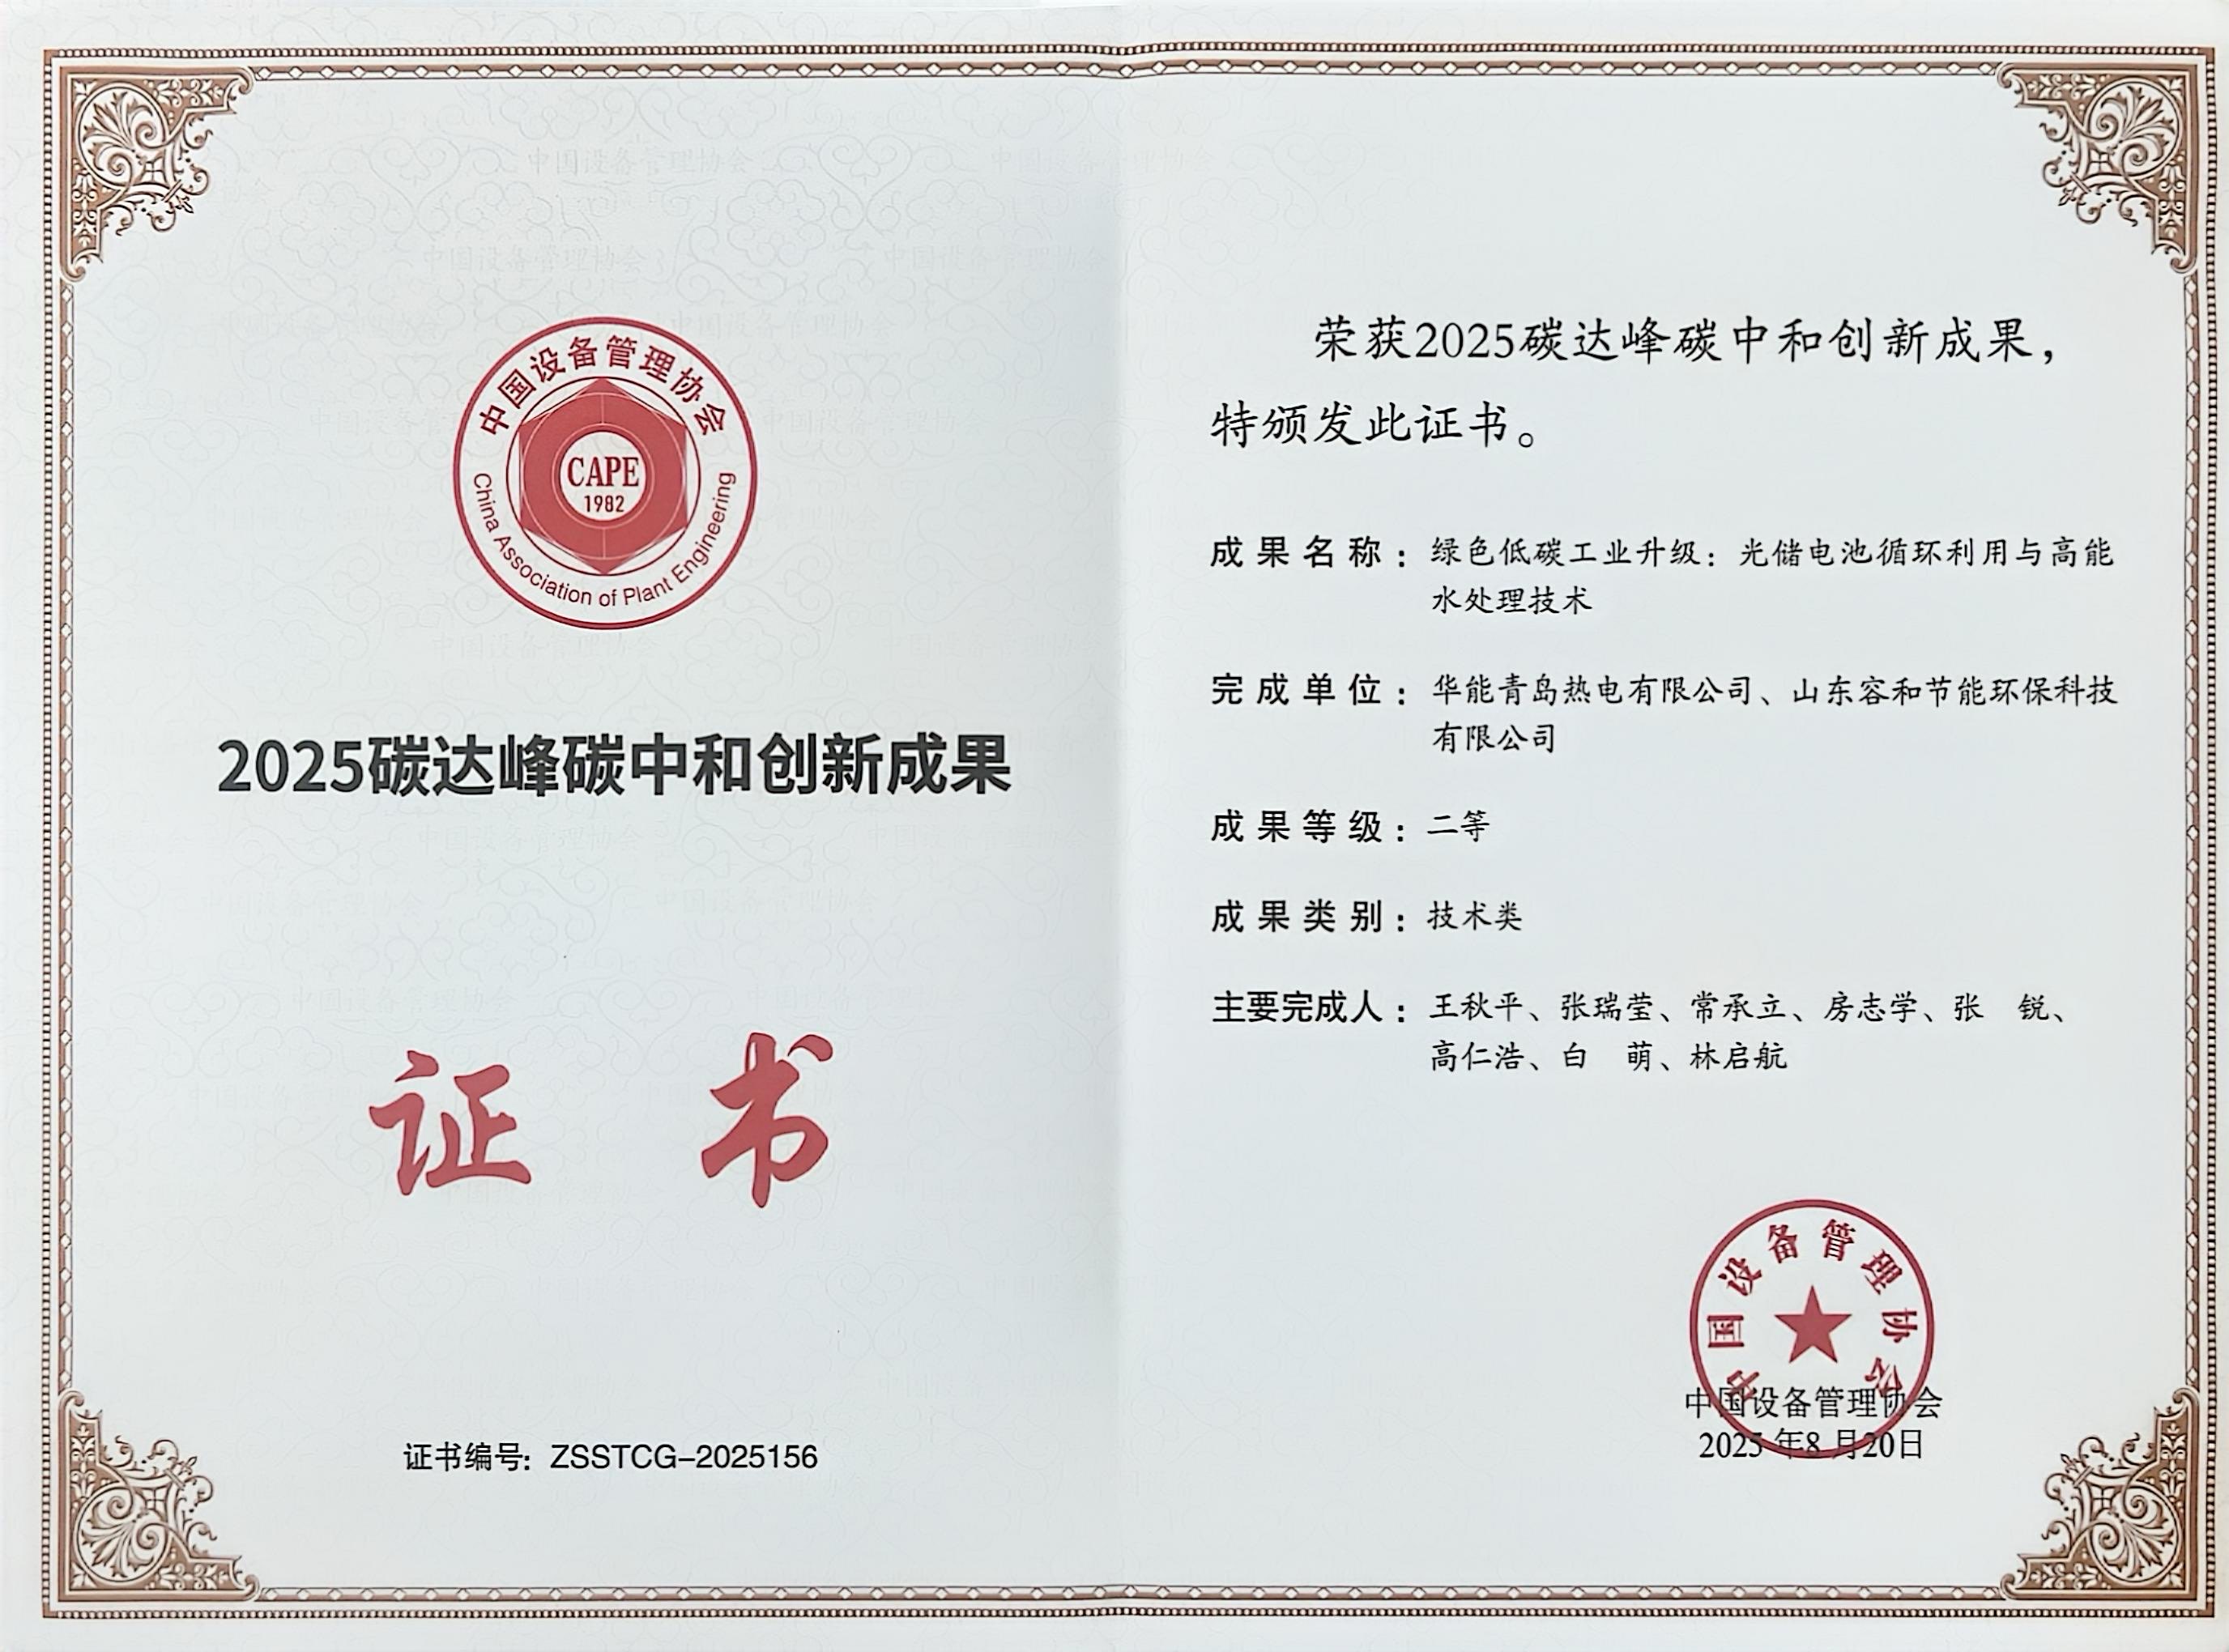 中国设备管理协会
CAPE
1982
China Association of Plant Engineering
2025碳达峰碳中和创新成果
证 书
证书编号：ZSSTCG-2025156
荣获2025碳达峰碳中和创新成果，
特颁发此证书。
成果名称：绿色低碳工业升级：光储电池循环利用与高能
水处理技术
完成单位：华能青岛热电有限公司、山东容和节能环保科技
有限公司
成果等级：二等
成果类别：技术类
主要完成人：王秋平、张瑞莹、常承立、房志学、张　锐、
高仁浩、白　萌、林启航
中国设备管理协会
中国设备管理协会
2025 年8 月20日